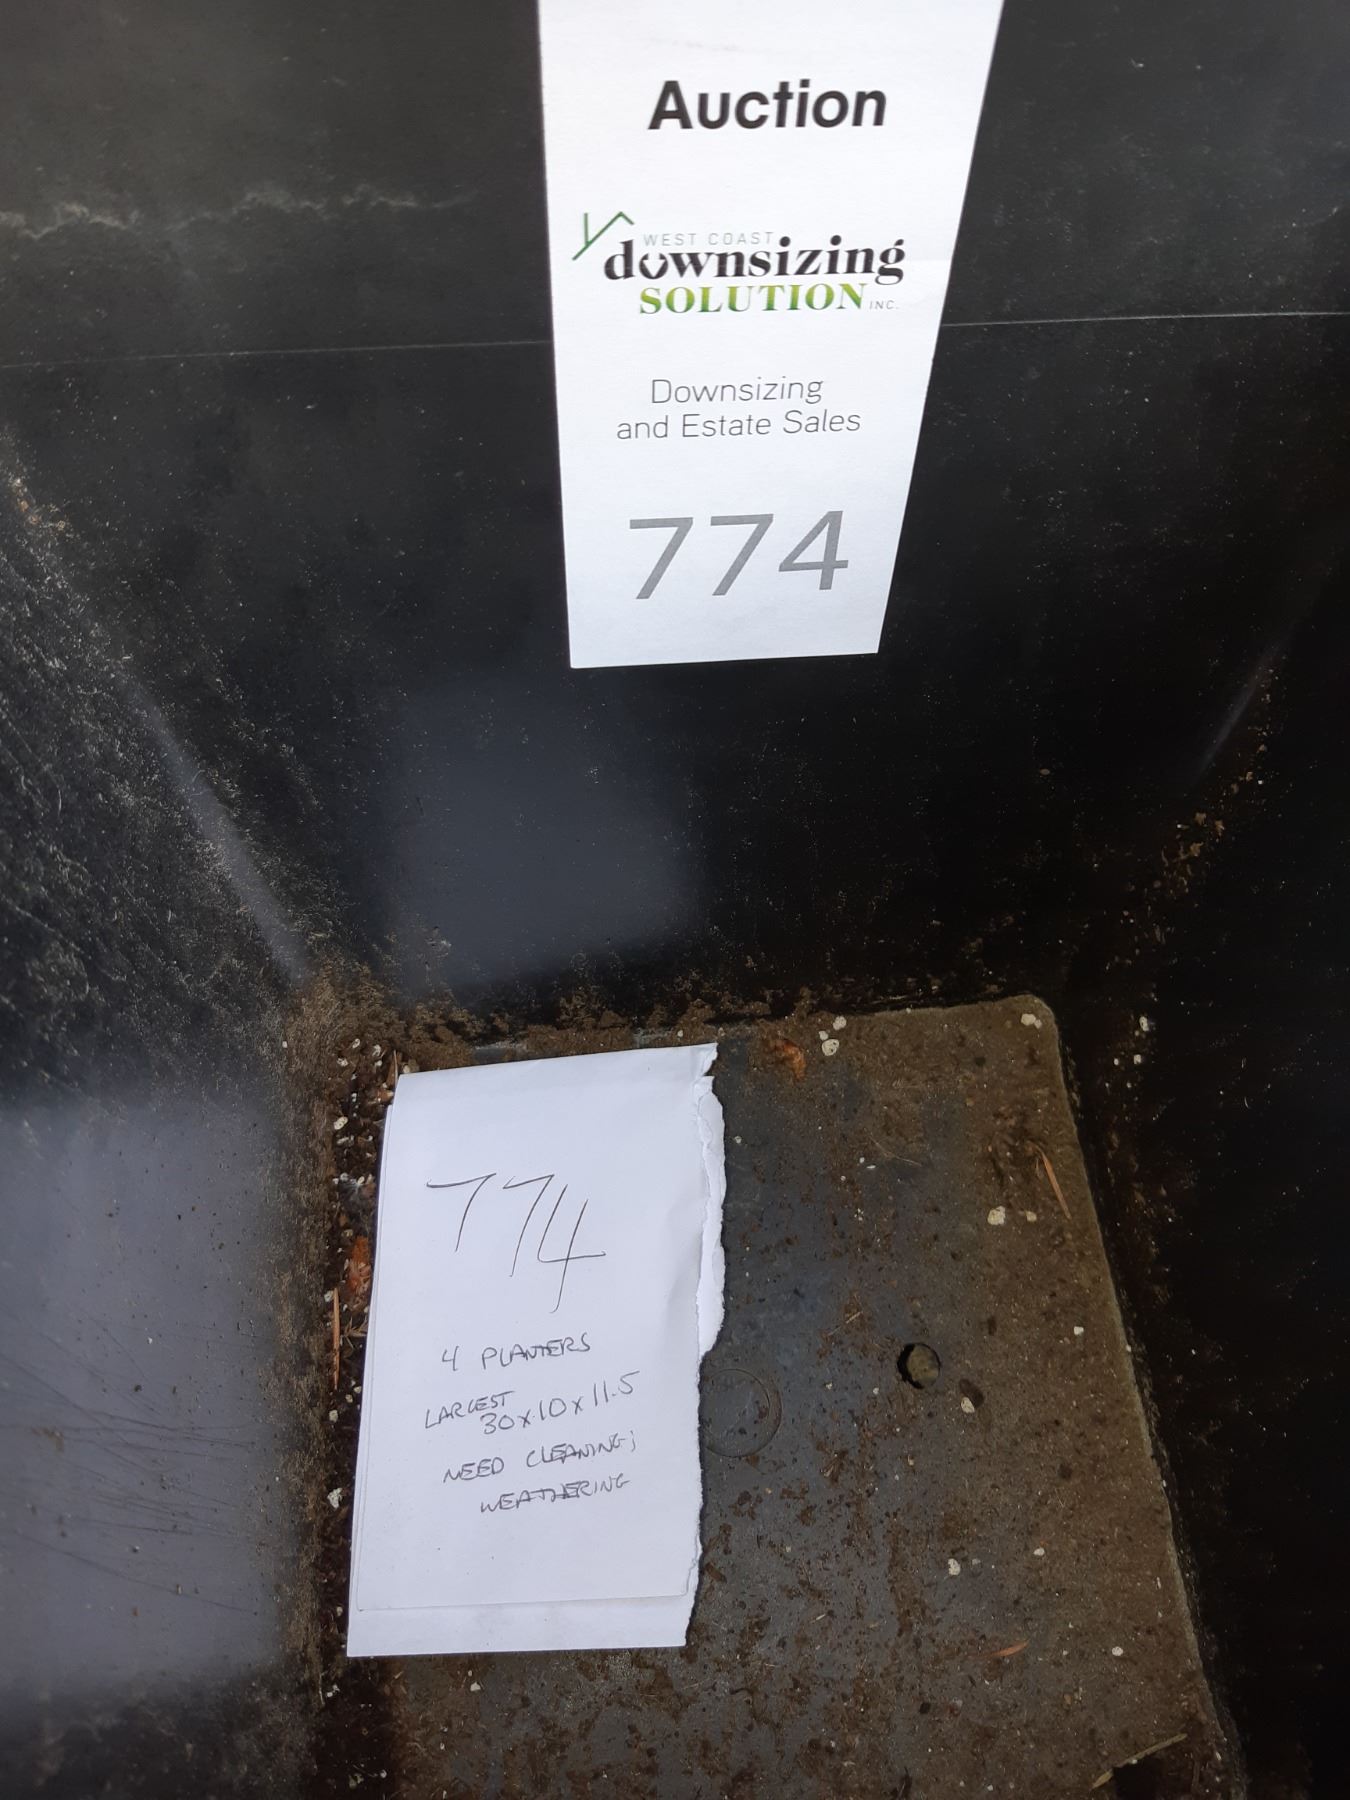 Auction
WEST COAST
downsizing
SOLUTION INC.
Downsizing
and Estate Sales
774
774
4 PLANTERS
LARGEST
30x10x11.5
NEED CLEANING;
WEATHERING